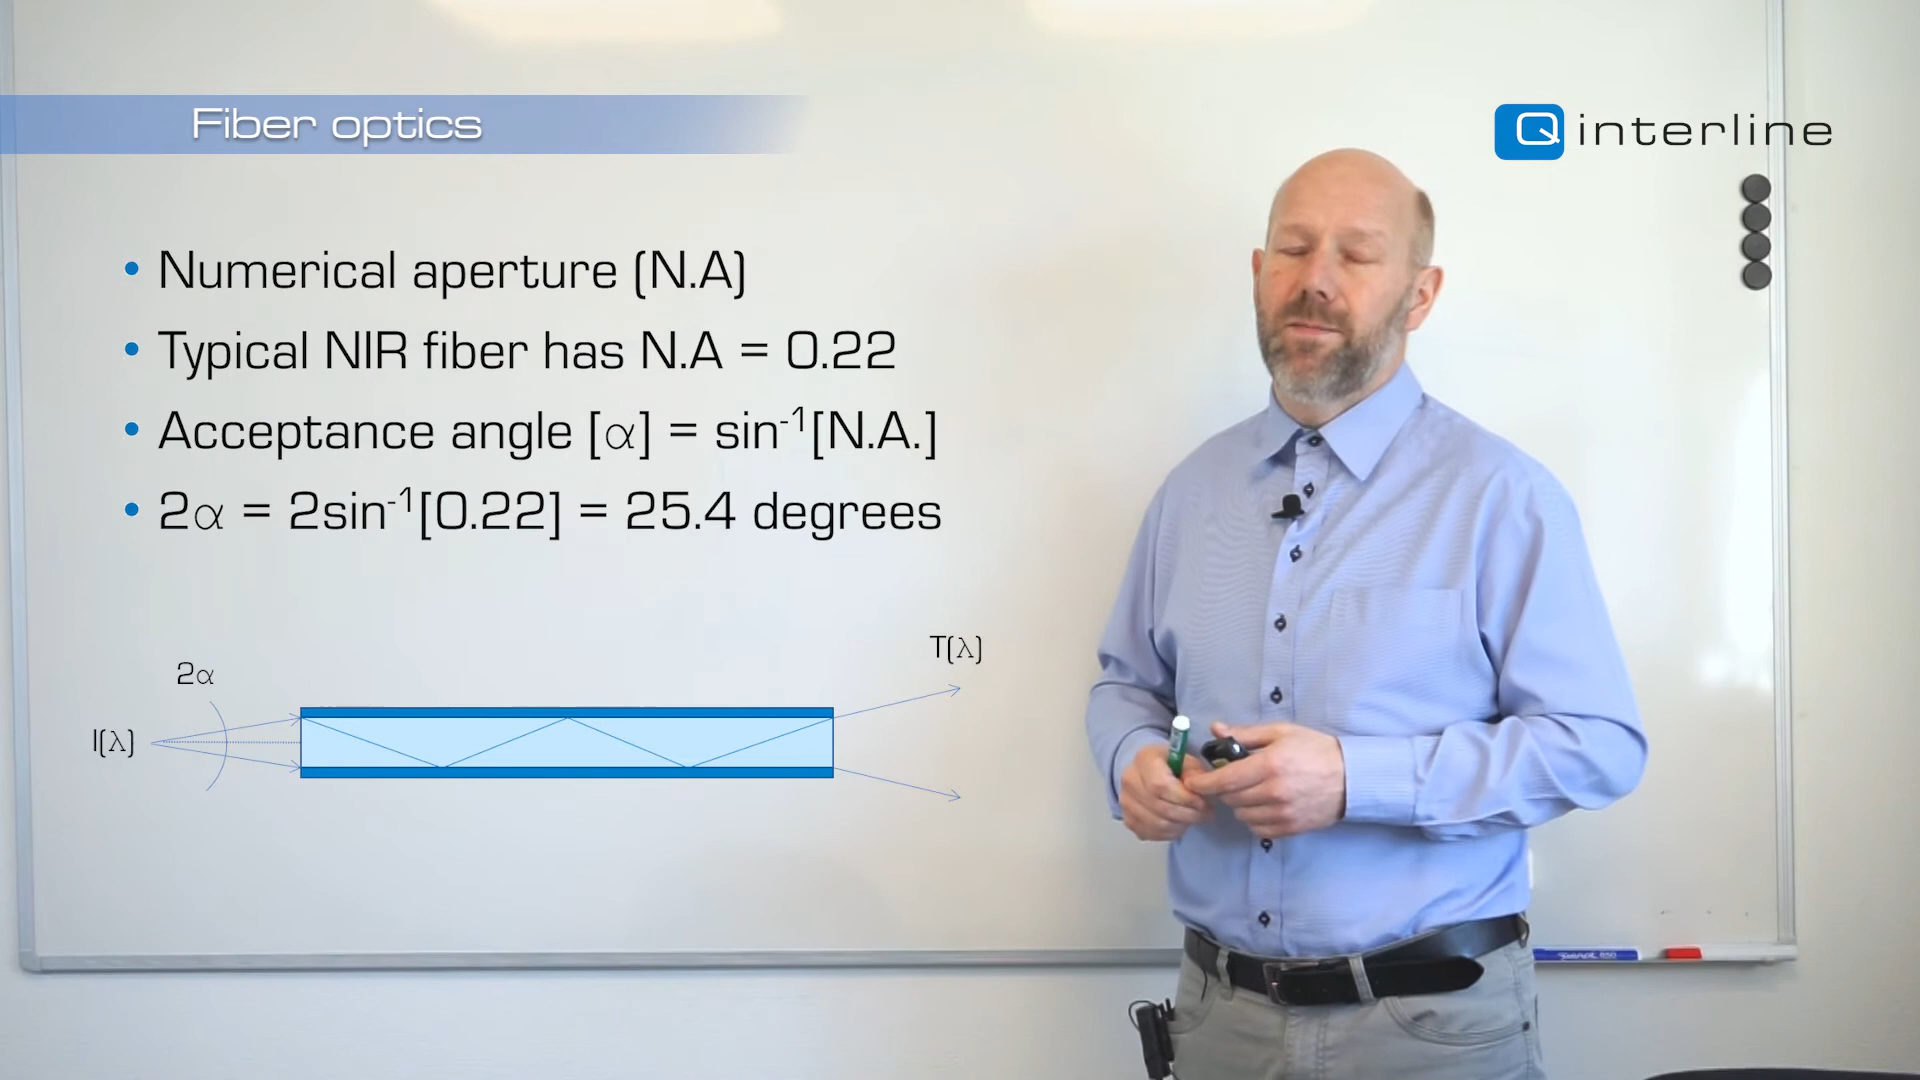 Fiber optics
Q interline
• Numerical aperture (N.A)
• Typical NIR fiber has N.A = 0.22
• Acceptance angle [α] = sin⁻¹[N.A.]
• 2α = 2sin⁻¹[0.22] = 25.4 degrees
T(λ)
2α
I(λ)